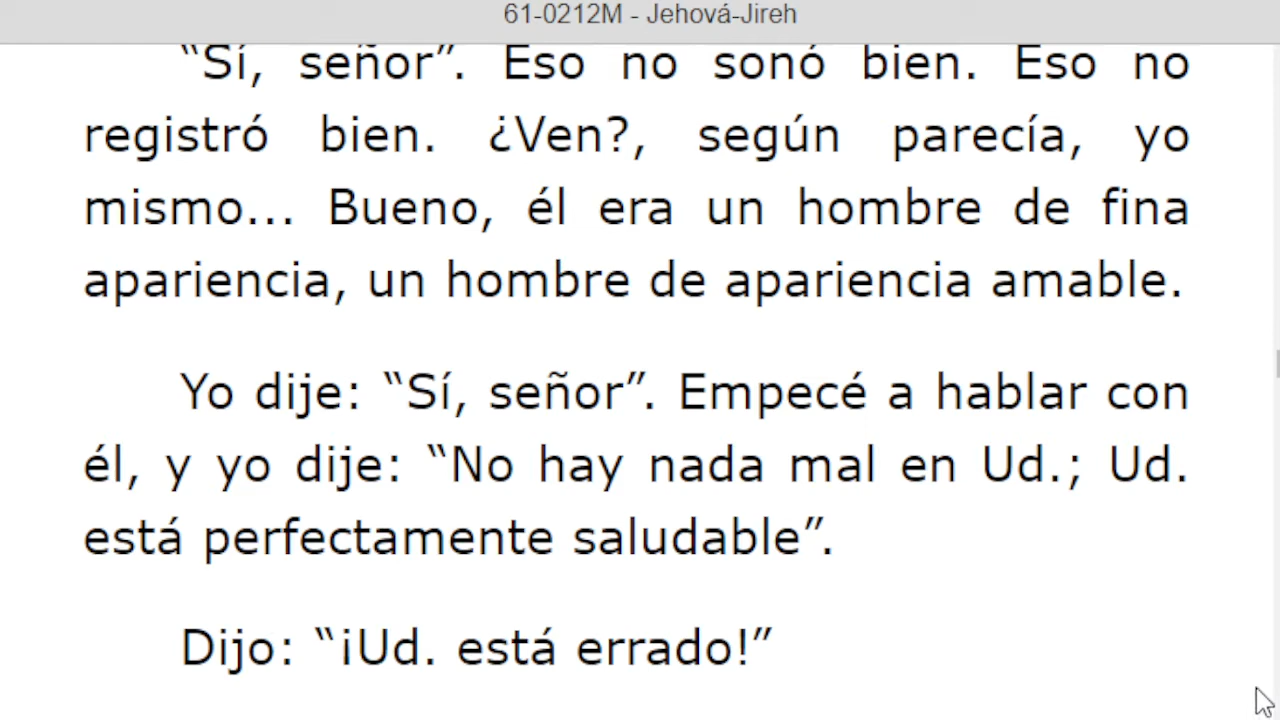 61-0212M - Jehová-Jireh
“Sí, señor”. Eso no sonó bien. Eso no
registró bien. ¿Ven?, según parecía, yo
mismo... Bueno, él era un hombre de fina
apariencia, un hombre de apariencia amable.
Yo dije: “Sí, señor”. Empecé a hablar con
él, y yo dije: “No hay nada mal en Ud.; Ud.
está perfectamente saludable”.
Dijo: “¡Ud. está errado!”